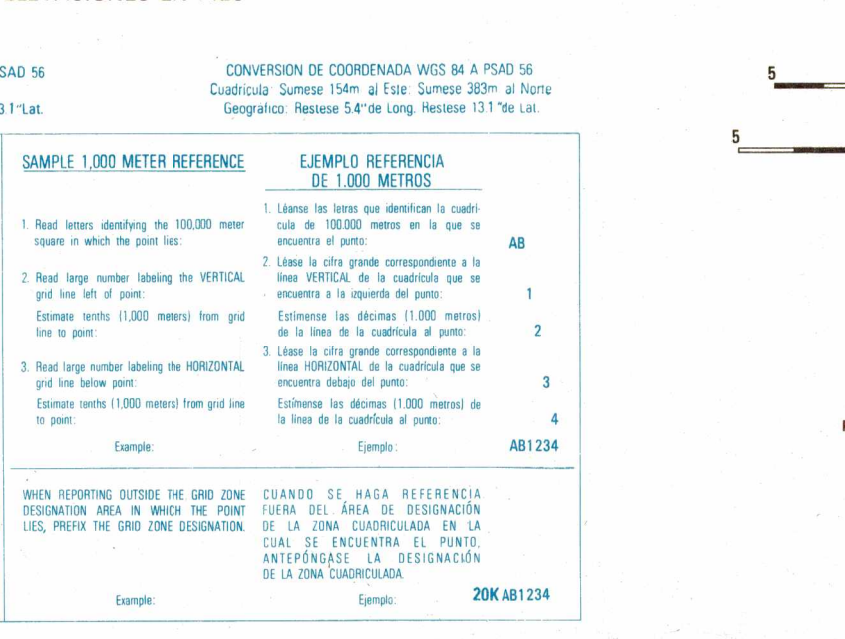 SAD 56
3.1"Lat.
CONVERSION DE COORDENADA WGS 84 A PSAD 56
Cuadricula: Sumese 154m al Este: Sumese 383m al Norte
Geografico: Restese 5.4"de Long. Restese 13.1 "de Lat.
5
5
SAMPLE 1,000 METER REFERENCE
1. Read letters identifying the 100,000 meter
square in which the point lies:
2. Read large number labeling the VERTICAL
grid line left of point:
Estimate tenths (1,000 meters) from grid
line to point:
3. Read large number labeling the HORIZONTAL
grid line below point:
Estimate tenths (1,000 meters) from grid line
to point:
Example:
EJEMPLO REFERENCIA
DE 1.000 METROS
1. Léanse las letras que identifican la cuadrí-
cula de 100.000 metros en la que se
encuentra el punto:
AB
2. Léase la cifra grande correspondiente a la
línea VERTICAL de la cuadrícula que se
encuentra a la izquierda del punto:
1
Estímense las décimas (1.000 metros)
de la línea de la cuadrícula al punto:
2
3. Léase la cifra grande correspondiente a la
línea HORIZONTAL de la cuadrícula que se
encuentra debajo del punto:
3
Estímense las décimas (1.000 metros) de
la línea de la cuadrícula al punto:
4
Ejemplo:
AB1234
WHEN REPORTING OUTSIDE THE GRID ZONE
DESIGNATION AREA IN WHICH THE POINT
LIES, PREFIX THE GRID ZONE DESIGNATION.
Example:
CUANDO SE HAGA REFERENCIA
FUERA DEL ÁREA DE DESIGNACIÓN
DE LA ZONA CUADRICULADA EN LA
CUAL SE ENCUENTRA EL PUNTO,
ANTEPÓNGASE LA DESIGNACIÓN
DE LA ZONA CUADRICULADA.
Ejemplo:
20K AB1234